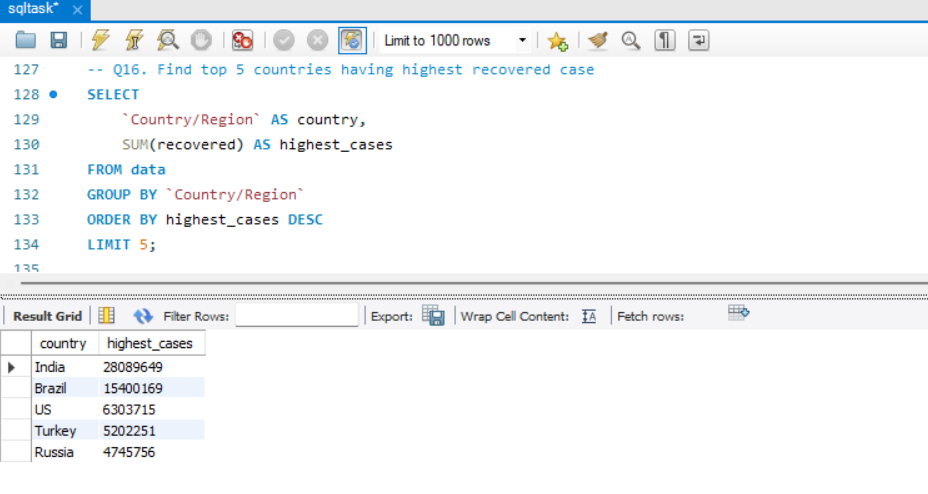 sqltask* ×
Limit to 1000 rows
127 -- Q16. Find top 5 countries having highest recovered case
128 SELECT
129 `Country/Region` AS country,
130 SUM(recovered) AS highest_cases
131 FROM data
132 GROUP BY `Country/Region`
133 ORDER BY highest_cases DESC
134 LIMIT 5;
135
Result Grid Filter Rows: Export: Wrap Cell Content: Fetch rows:
country highest_cases
India 28089649
Brazil 15400169
US 6303715
Turkey 5202251
Russia 4745756